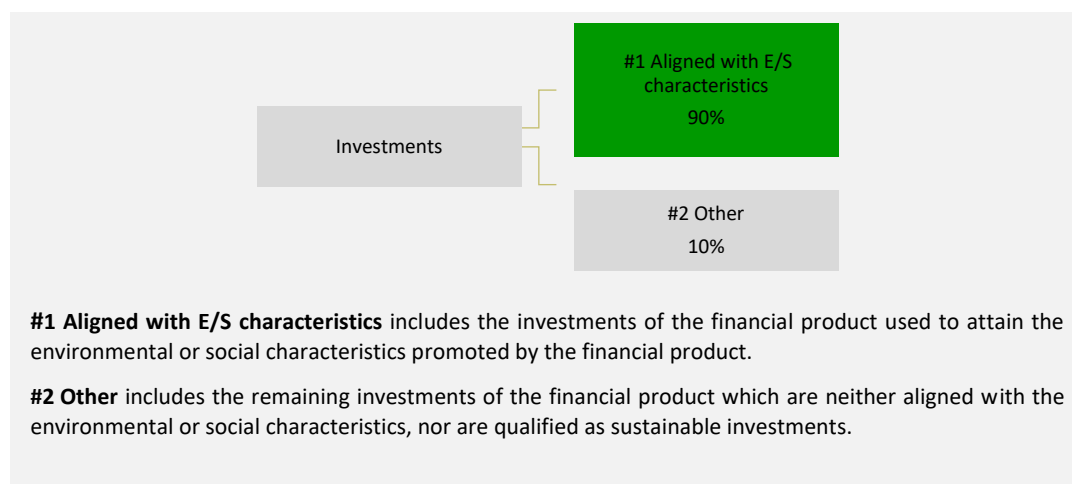 #1 Aligned with E/S
characteristics
90%
Investments
#2 Other
10%
#1 Aligned with E/S characteristics includes the investments of the financial product used to attain the
environmental or social characteristics promoted by the financial product.
#2 Other includes the remaining investments of the financial product which are neither aligned with the
environmental or social characteristics, nor are qualified as sustainable investments.